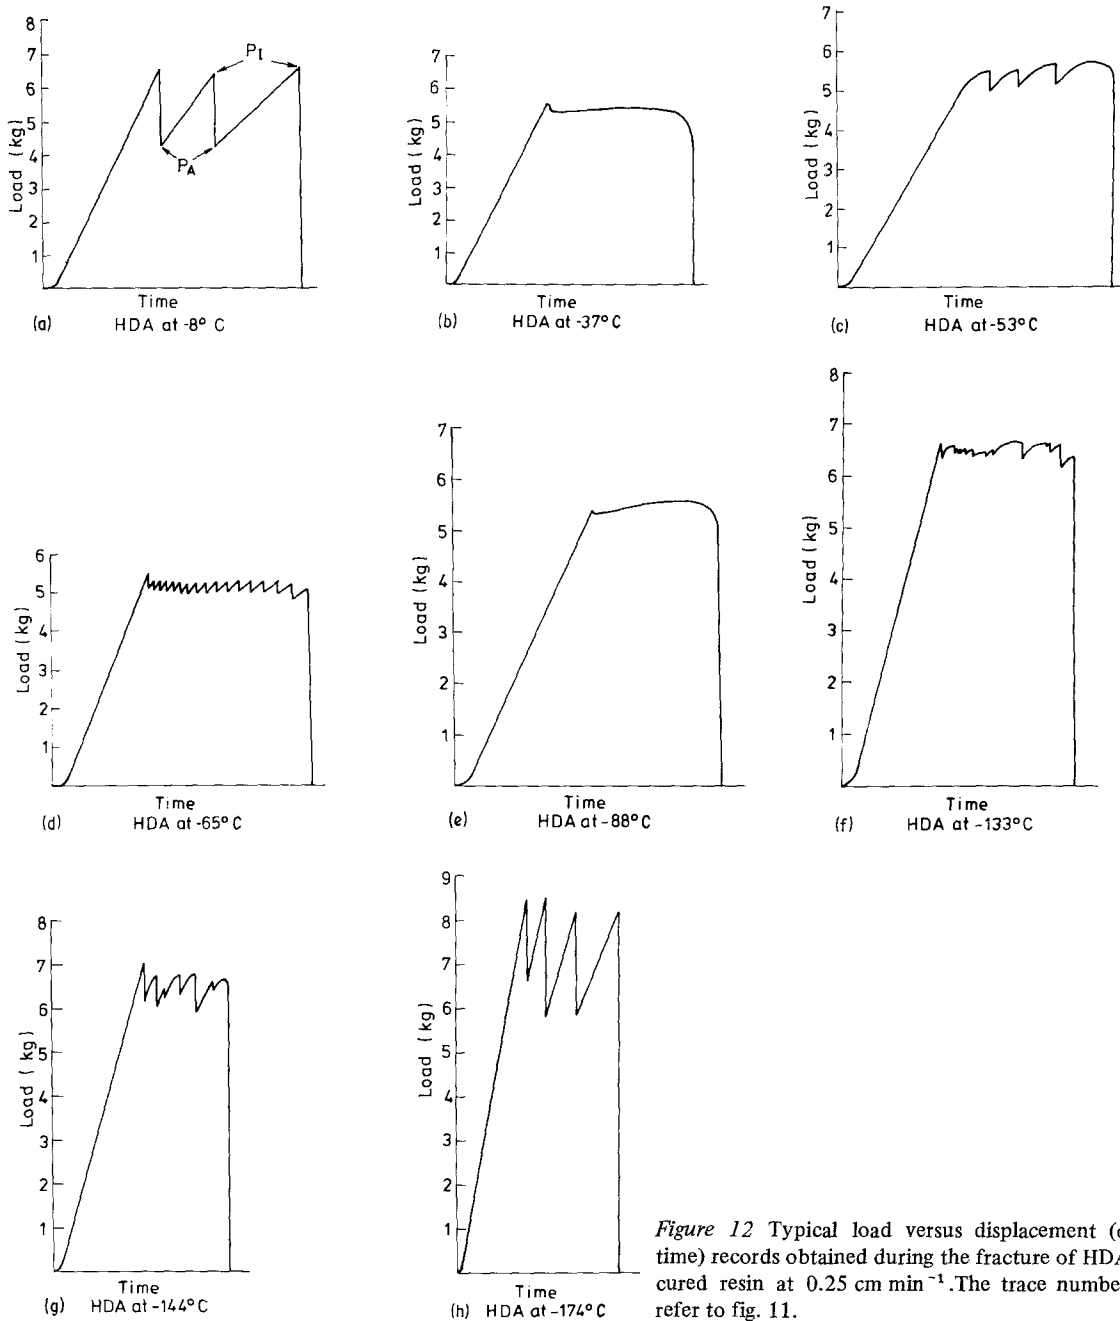 8
7
6
5
4
3
2
1
Load (kg)
P_I
P_A
Time
(a) HDA at -8° C
7
6
5
4
3
2
1
Load (kg)
Time
(b) HDA at -37°C
7
6
5
4
3
2
1
Load (kg)
Time
(c) HDA at -53°C
6
5
4
3
2
1
Load (kg)
Time
(d) HDA at -65°C
7
6
5
4
3
2
1
Load (kg)
Time
(e) HDA at -88°C
8
7
6
5
4
3
2
1
Load (kg)
Time
(f) HDA at -133°C
8
7
6
5
4
3
2
1
Load (kg)
Time
(g) HDA at -144°C
9
8
7
6
5
4
3
2
1
Load (kg)
Time
(h) HDA at -174°C
Figure 12 Typical load versus displacement (
time) records obtained during the fracture of HDA
cured resin at 0.25 cm min⁻¹.The trace number
refer to fig. 11.